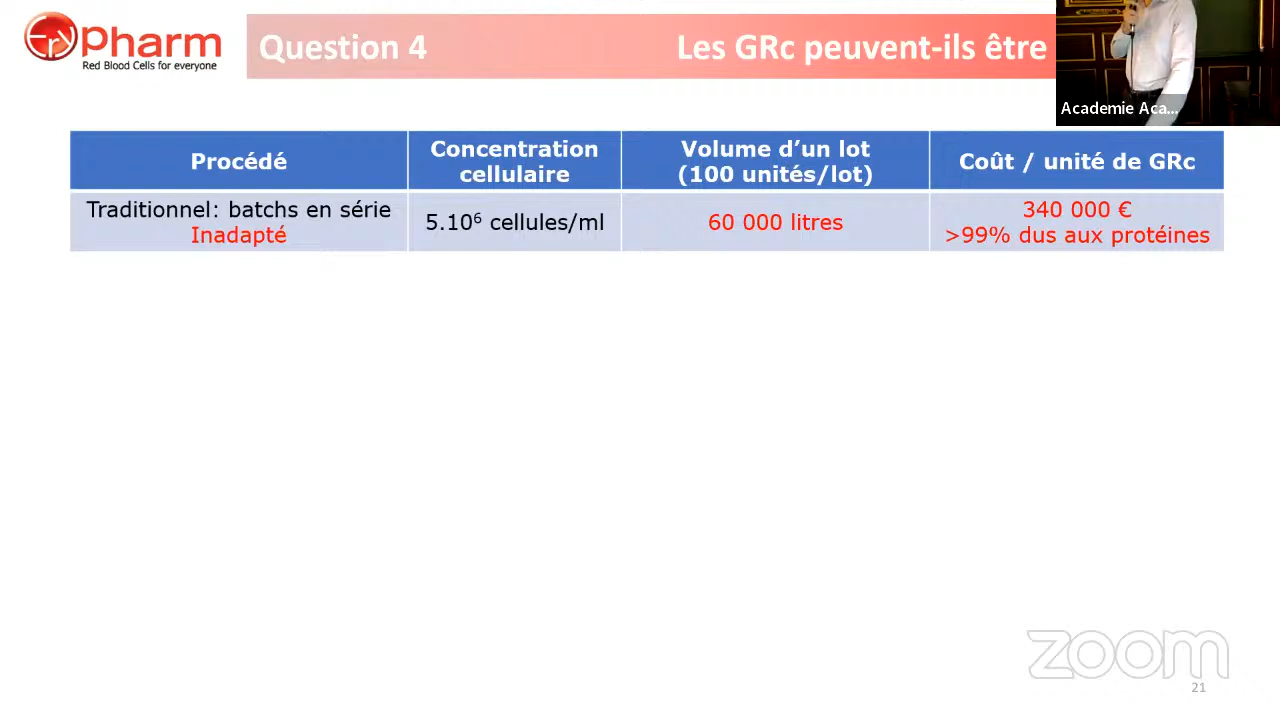 EryPharm
Red Blood Cells for everyone
Question 4
Les GRc peuvent-ils être
Academie Aca...
Procédé
Concentration
cellulaire
Volume d’un lot
(100 unités/lot)
Coût / unité de GRc
Traditionnel: batchs en série
Inadapté
5.10⁶ cellules/ml
60 000 litres
340 000 €
>99% dus aux protéines
zoom
21